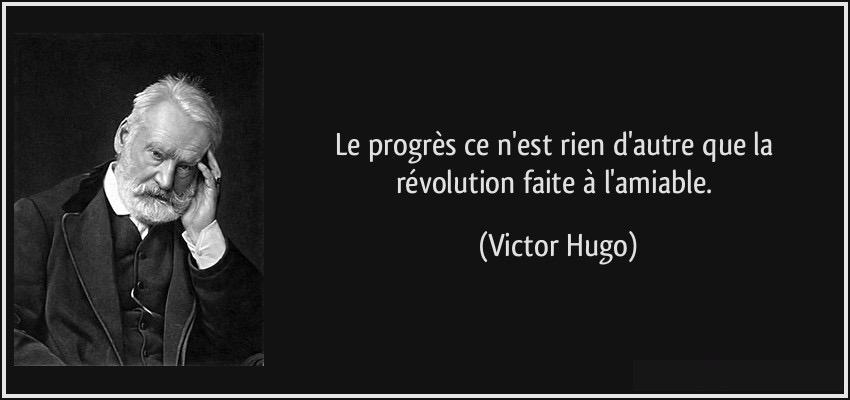 Le progrès ce n'est rien d'autre que la
révolution faite à l'amiable.
(Victor Hugo)